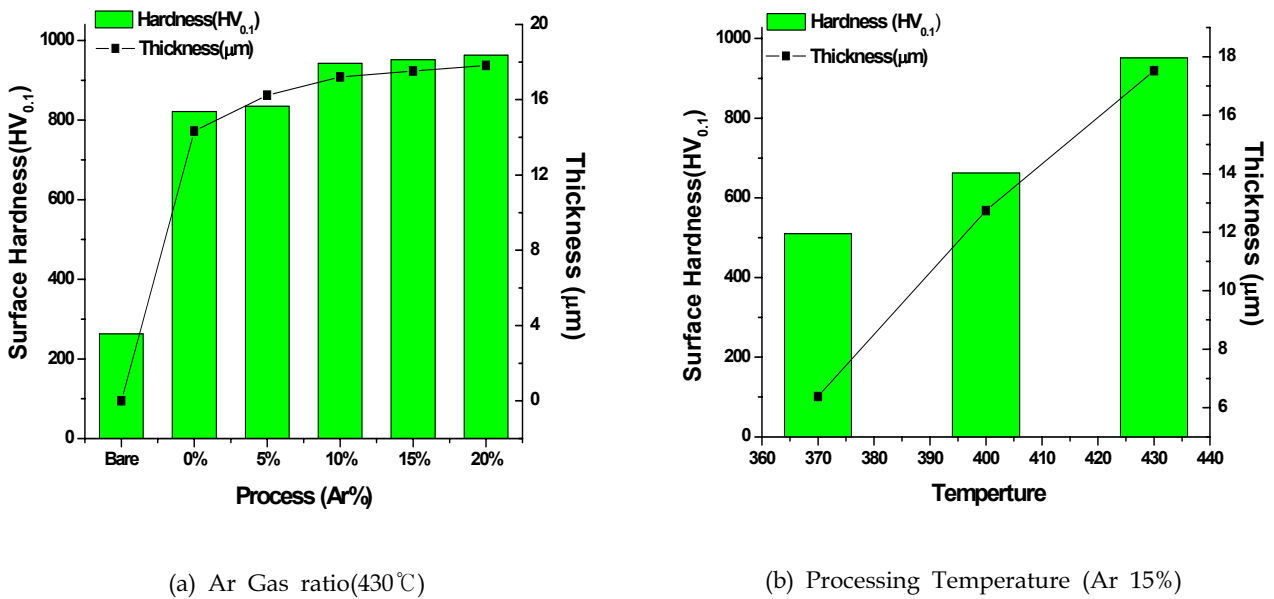 Hardness(HV0.1)
Thickness(μm)
Surface Hardness(HV0.1)
1000
800
600
400
200
0
20
16
12
8
4
0
Thickness (μm)
Bare 0% 5% 10% 15% 20%
Process (Ar%)
(a) Ar Gas ratio(430℃)
Hardness (HV0.1)
Thickness(μm)
Surface Hardness(HV0.1)
1000
800
600
400
200
0
18
16
14
12
10
8
6
Thickness (μm)
360 370 380 390 400 410 420 430 440
Temperture
(b) Processing Temperature (Ar 15%)